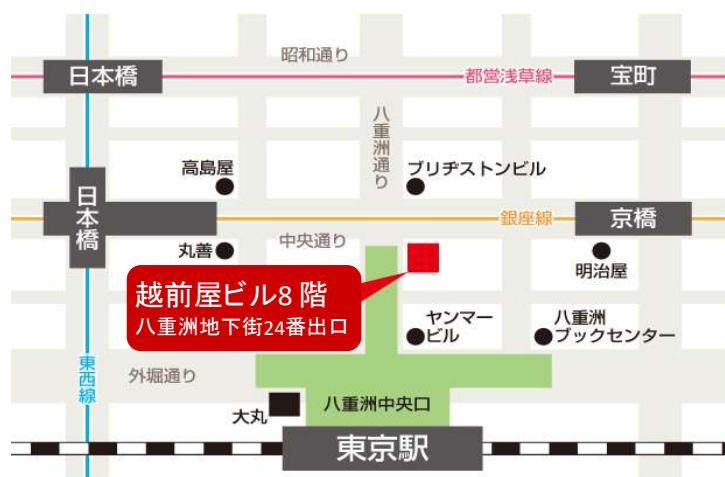 昭和通り
日本橋
都営浅草線
宝町
八重洲通り
高島屋
ブリヂストンビル
日本橋
銀座線
京橋
中央通り
丸善
明治屋
越前屋ビル8 階
八重洲地下街24番出口
ヤンマー
ビル
八重洲
ブックセンター
東西線
外堀通り
大丸
八重洲中央口
東京駅